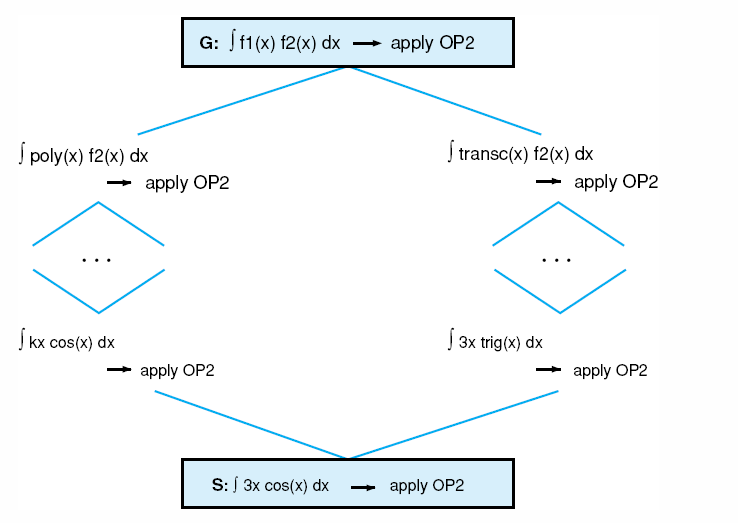 G: ∫ f1(x) f2(x) dx → apply OP2
∫ poly(x) f2(x) dx
→ apply OP2
∫ transc(x) f2(x) dx
→ apply OP2
. . .
. . .
∫ kx cos(x) dx
→ apply OP2
∫ 3x trig(x) dx
→ apply OP2
S: ∫ 3x cos(x) dx → apply OP2